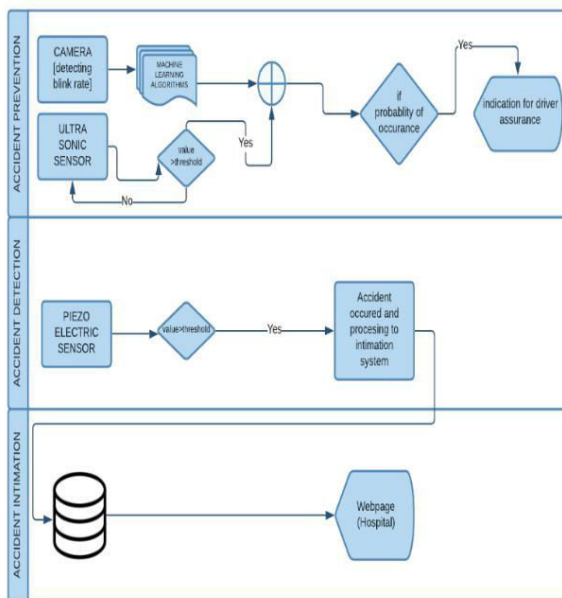 ACCIDENT PREVENTION
CAMERA
[detecting
blink rate]
MACHINE
LEARNING
ALGORITHMS
ULTRA
SONIC
SENSOR
value
>threshold
Yes
No
if
probablity of
occurance
Yes
indication for driver
assurance
ACCIDENT DETECTION
PIEZO
ELECTRIC
SENSOR
value>threshold
Yes
Accident
occured and
procesing to
intimation
system
ACCIDENT INTIMATION
Webpage
(Hospital)